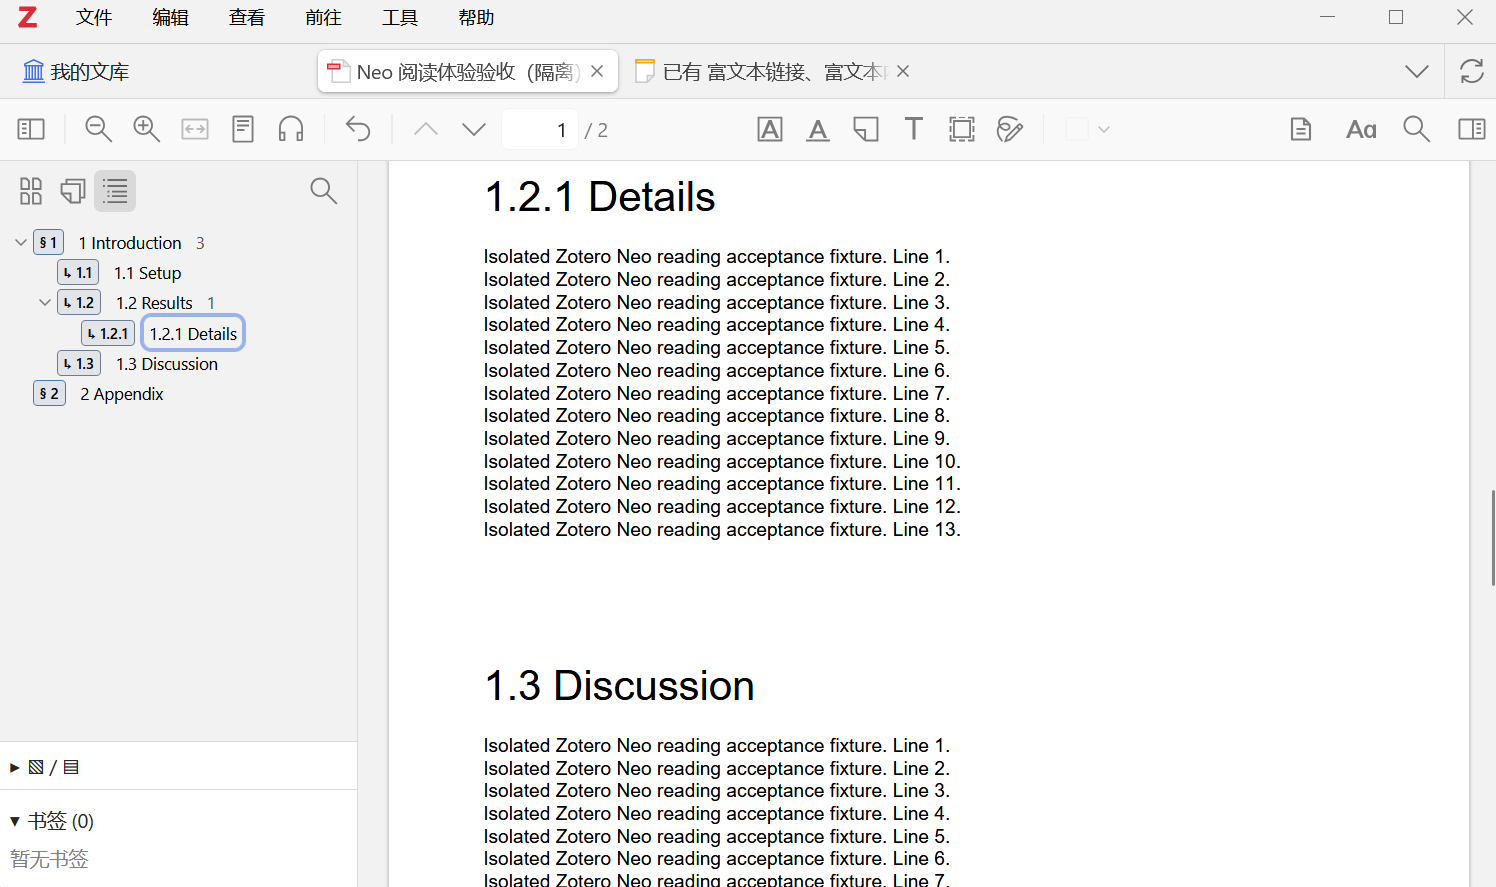 Z 文件 编辑 查看 前往 工具 帮助
我的文库 Neo 阅读体验验收（隔离） 已有 富文本链接、富文本
1 / 2
A A T Aa
§ 1 1 Introduction 3
↳ 1.1 1.1 Setup
↳ 1.2 1.2 Results 1
↳ 1.2.1 1.2.1 Details
↳ 1.3 1.3 Discussion
§ 2 2 Appendix
▸ ▧ / ▤
▾ 书签 (0)
暂无书签
1.2.1 Details
Isolated Zotero Neo reading acceptance fixture. Line 1.
Isolated Zotero Neo reading acceptance fixture. Line 2.
Isolated Zotero Neo reading acceptance fixture. Line 3.
Isolated Zotero Neo reading acceptance fixture. Line 4.
Isolated Zotero Neo reading acceptance fixture. Line 5.
Isolated Zotero Neo reading acceptance fixture. Line 6.
Isolated Zotero Neo reading acceptance fixture. Line 7.
Isolated Zotero Neo reading acceptance fixture. Line 8.
Isolated Zotero Neo reading acceptance fixture. Line 9.
Isolated Zotero Neo reading acceptance fixture. Line 10.
Isolated Zotero Neo reading acceptance fixture. Line 11.
Isolated Zotero Neo reading acceptance fixture. Line 12.
Isolated Zotero Neo reading acceptance fixture. Line 13.
1.3 Discussion
Isolated Zotero Neo reading acceptance fixture. Line 1.
Isolated Zotero Neo reading acceptance fixture. Line 2.
Isolated Zotero Neo reading acceptance fixture. Line 3.
Isolated Zotero Neo reading acceptance fixture. Line 4.
Isolated Zotero Neo reading acceptance fixture. Line 5.
Isolated Zotero Neo reading acceptance fixture. Line 6.
Isolated Zotero Neo reading acceptance fixture. Line 7.